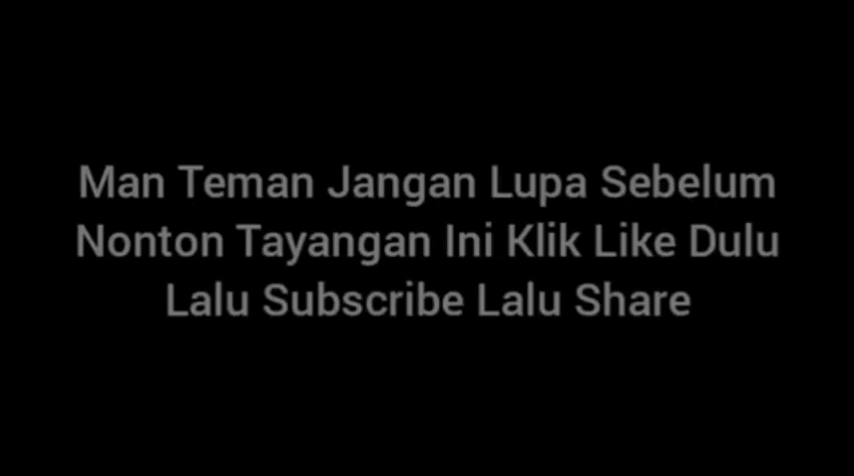 Man Teman Jangan Lupa Sebelum
Nonton Tayangan Ini Klik Like Dulu
Lalu Subscribe Lalu Share